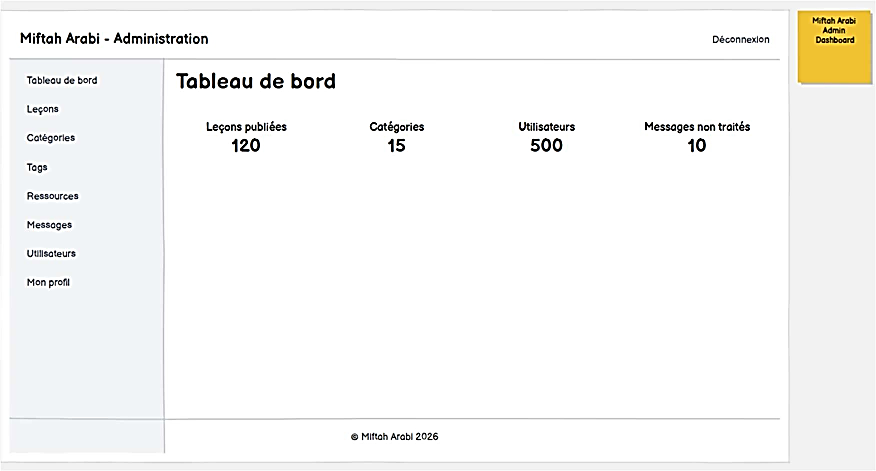 Miftah Arabi - Administration
Déconnexion
Miftah Arabi
Admin
Dashboard
Tableau de bord
Leçons
Catégories
Tags
Ressources
Messages
Utilisateurs
Mon profil
Tableau de bord
Leçons publiées
120
Catégories
15
Utilisateurs
500
Messages non traités
10
© Miftah Arabi 2026